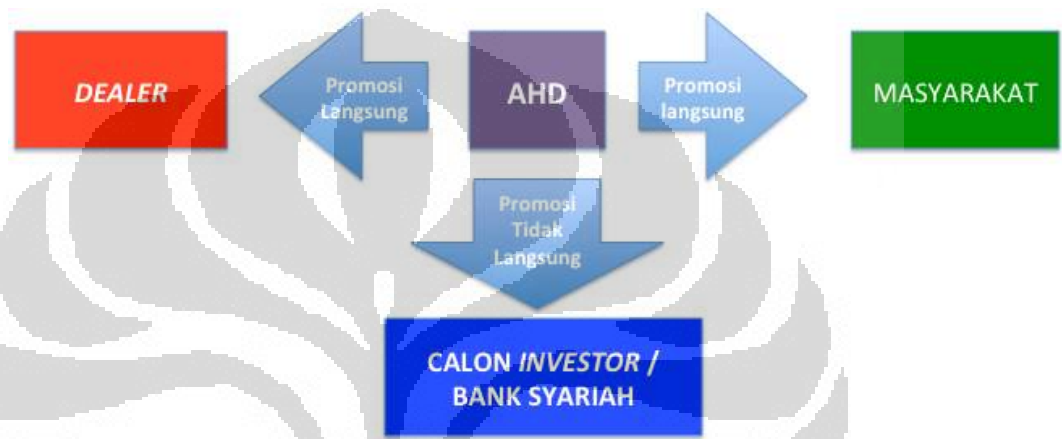 DEALER
Promosi
Langsung
AHD
Promosi
langsung
MASYARAKAT
Promosi
Tidak
Langsung
CALON INVESTOR /
BANK SYARIAH